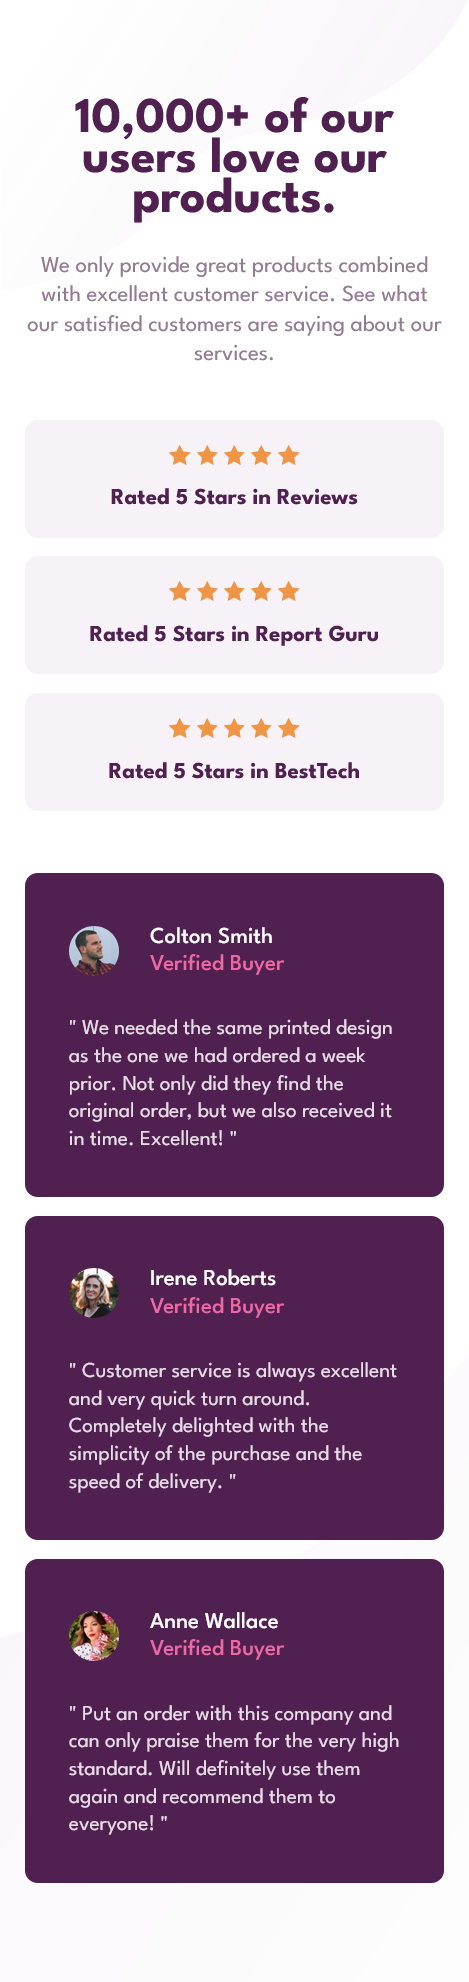 10,000+ of our
users love our
products.
We only provide great products combined
with excellent customer service. See what
our satisfied customers are saying about our
services.
Rated 5 Stars in Reviews
Rated 5 Stars in Report Guru
Rated 5 Stars in BestTech
Colton Smith
Verified Buyer
" We needed the same printed design
as the one we had ordered a week
prior. Not only did they find the
original order, but we also received it
in time. Excellent! "
Irene Roberts
Verified Buyer
" Customer service is always excellent
and very quick turn around.
Completely delighted with the
simplicity of the purchase and the
speed of delivery. "
Anne Wallace
Verified Buyer
" Put an order with this company and
can only praise them for the very high
standard. Will definitely use them
again and recommend them to
everyone! "